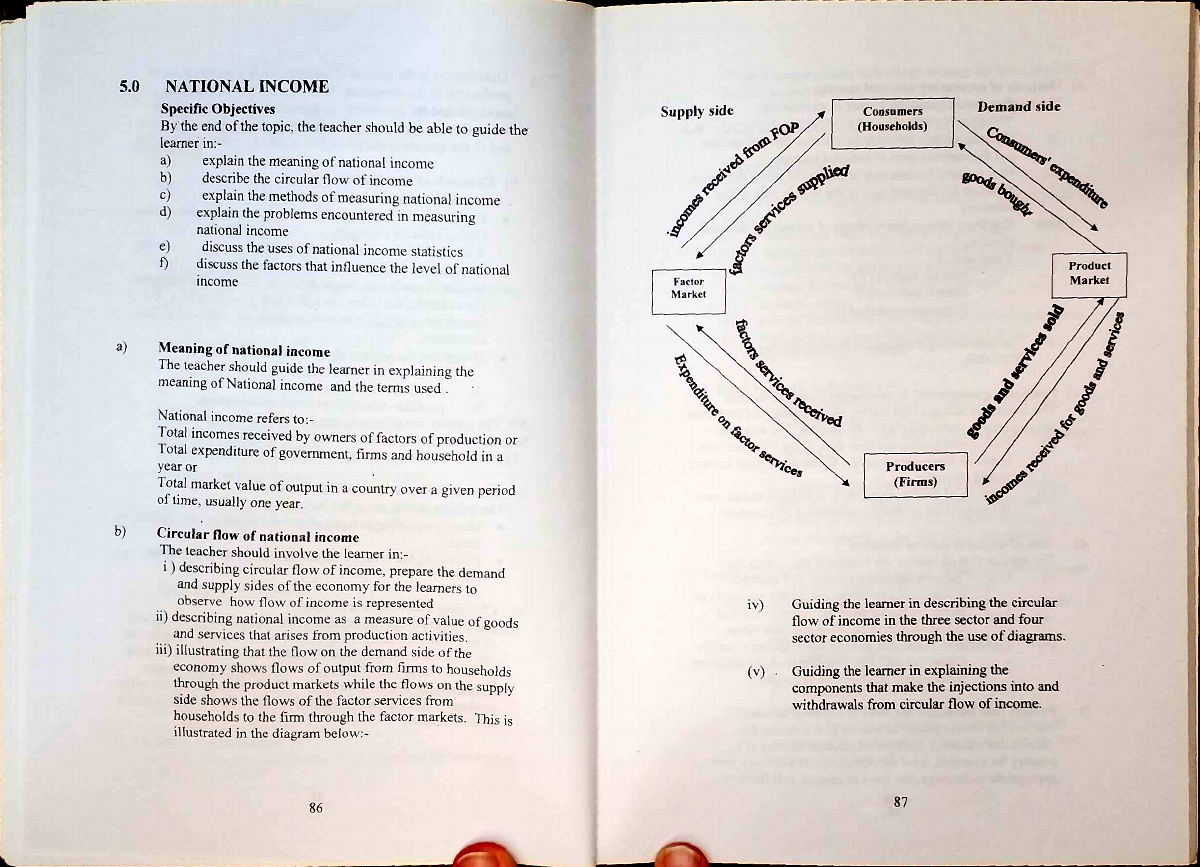 5.0 NATIONAL INCOME
Specific Objectives
By the end of the topic, the teacher should be able to guide the
learner in:-
a) explain the meaning of national income
b) describe the circular flow of income
c) explain the methods of measuring national income
d) explain the problems encountered in measuring
national income
e) discuss the uses of national income statistics
f) discuss the factors that influence the level of national
income
a) Meaning of national income
The teacher should guide the learner in explaining the
meaning of National income and the terms used .
National income refers to:-
Total incomes received by owners of factors of production or
Total expenditure of government, firms and household in a
year or
Total market value of output in a country over a given period
of time, usually one year.
b) Circular flow of national income
The teacher should involve the learner in:-
i ) describing circular flow of income, prepare the demand
and supply sides of the economy for the learners to
observe how flow of income is represented
ii) describing national income as a measure of value of goods
and services that arises from production activities.
iii) illustrating that the flow on the demand side of the
economy shows flows of output from firms to households
through the product markets while the flows on the supply
side shows the flows of the factor services from
households to the firm through the factor markets. This is
illustrated in the diagram below:-
86
Supply side
Consumers
(Households)
Demand side
incomes received from FOP
factors services supplied
Consumers' expenditure
goods bought
Factor
Market
Product
Market
factors services received
Expenditure on factor services
goods and services sold
incomes received for goods and services
Producers
(Firms)
iv) Guiding the learner in describing the circular
flow of income in the three sector and four
sector economies through the use of diagrams.
(v) Guiding the learner in explaining the
components that make the injections into and
withdrawals from circular flow of income.
87